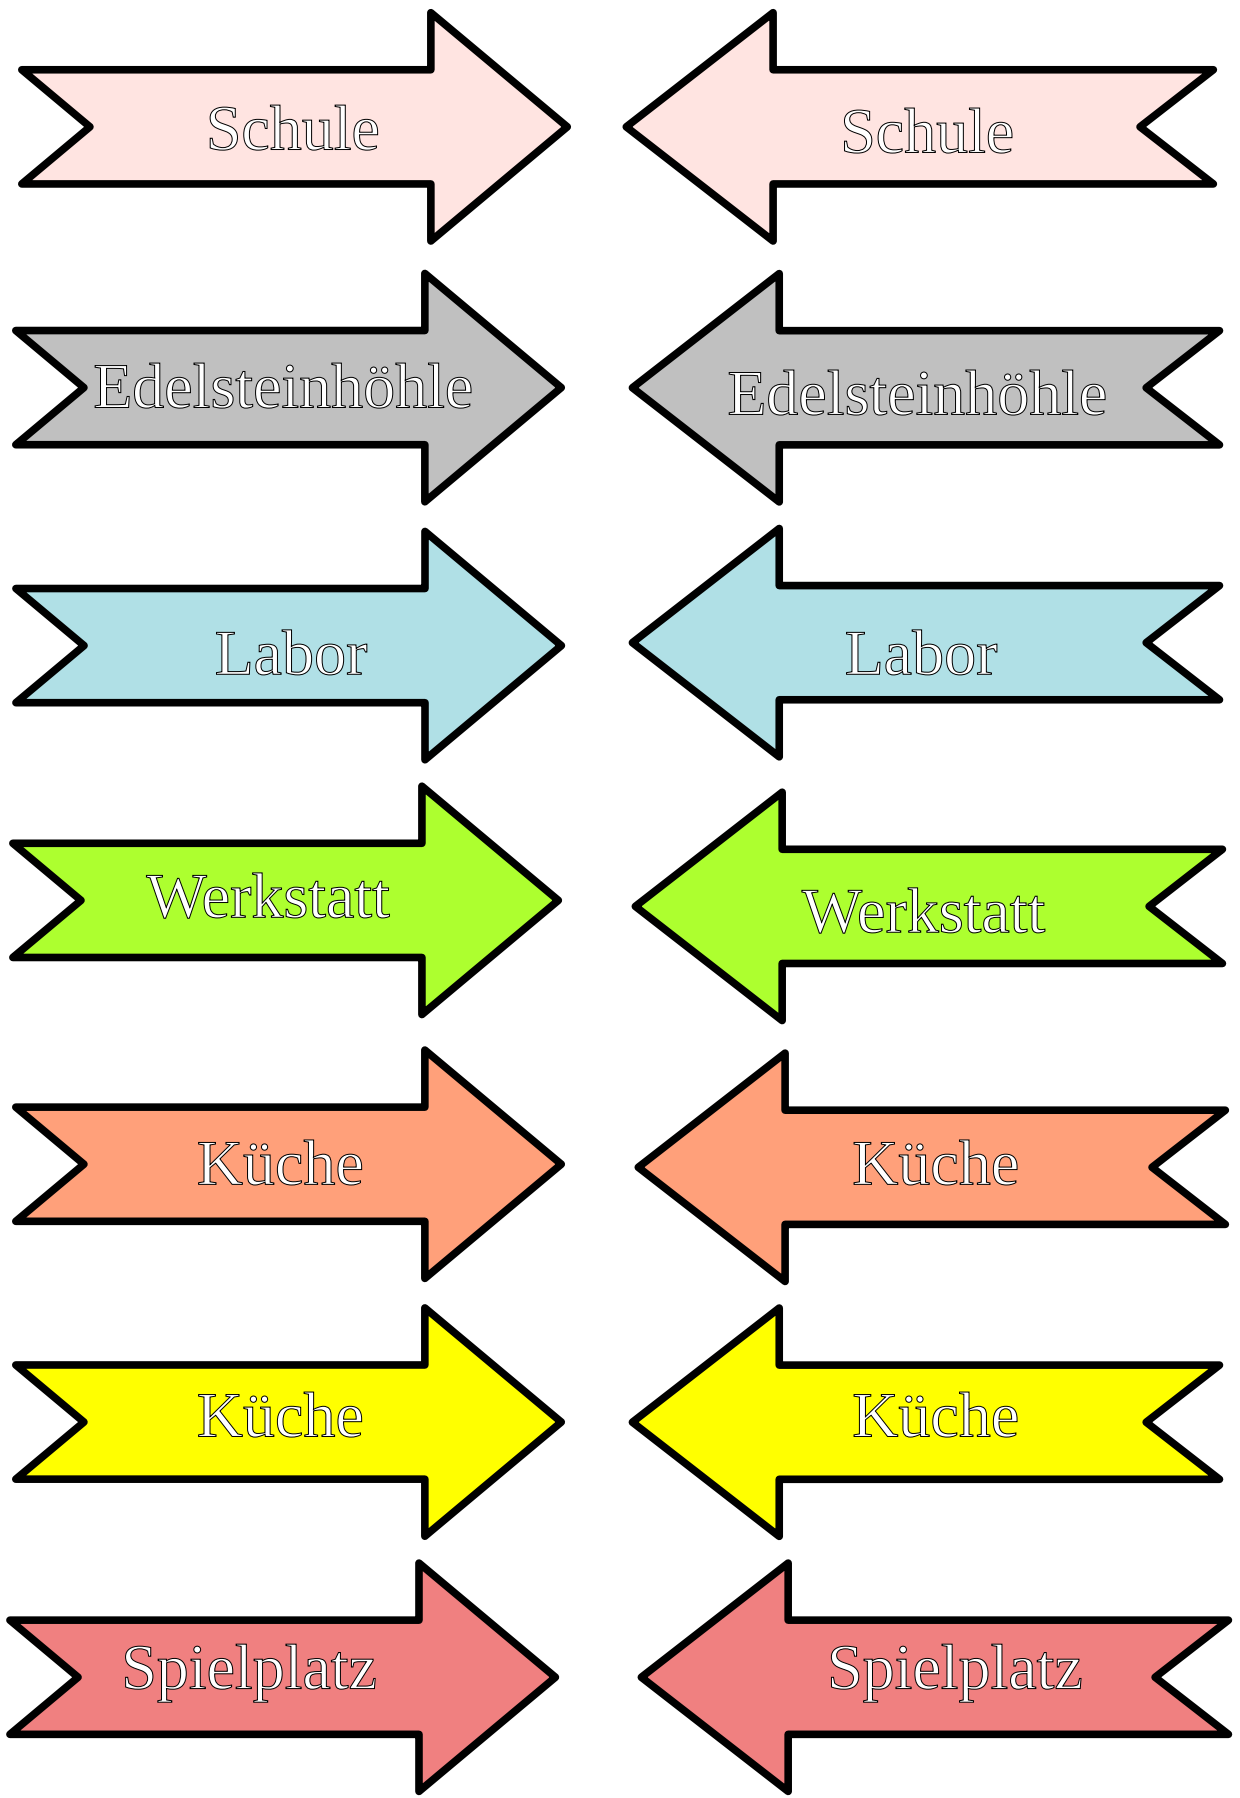 Schule
Schule
Edelsteinhöhle
Edelsteinhöhle
Labor
Labor
Werkstatt
Werkstatt
Küche
Küche
Küche
Küche
Spielplatz
Spielplatz